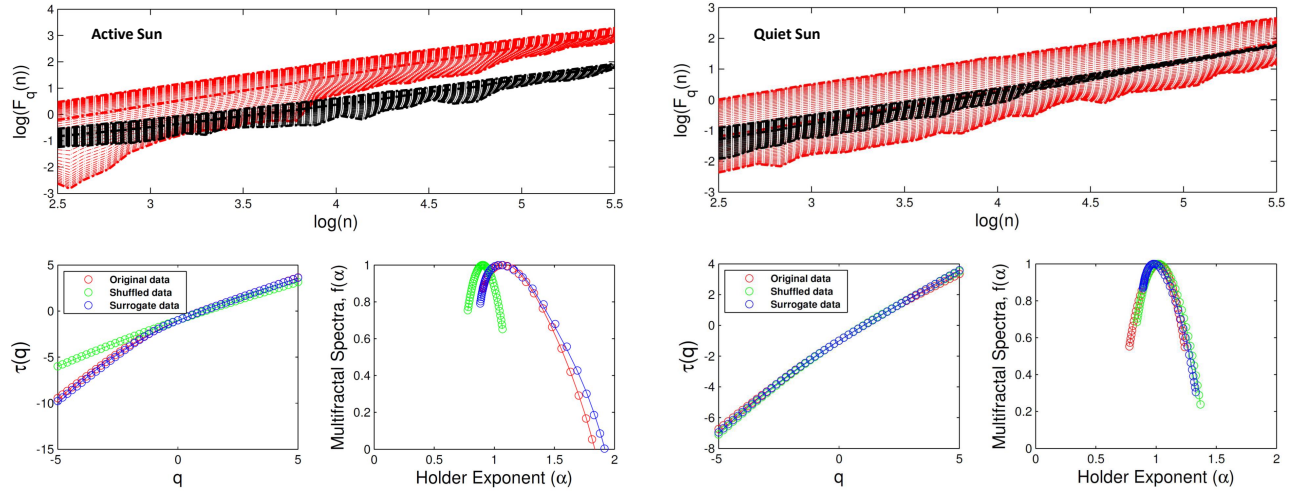 Active Sun
log(F_q(n))
4
3
2
1
0
-1
-2
-3
2.5 3 3.5 4 4.5 5 5.5
log(n)
Quiet Sun
log(F_q(n))
3
2
1
0
-1
-2
-3
2.5 3 3.5 4 4.5 5 5.5
log(n)
τ(q)
5
0
-5
-10
-15
Original data
Shuffled data
Surrogate data
-5 0 5
q
Multifractal Spectra, f(α)
1
0.8
0.6
0.4
0.2
0
0 0.5 1 1.5 2
Holder Exponent (α)
τ(q)
4
2
0
-2
-4
-6
-8
Original data
Shuffled data
Surrogate data
-5 0 5
q
Multifractal Spectra, f(α)
1
0.8
0.6
0.4
0.2
0
0 0.5 1 1.5 2
Holder Exponent (α)